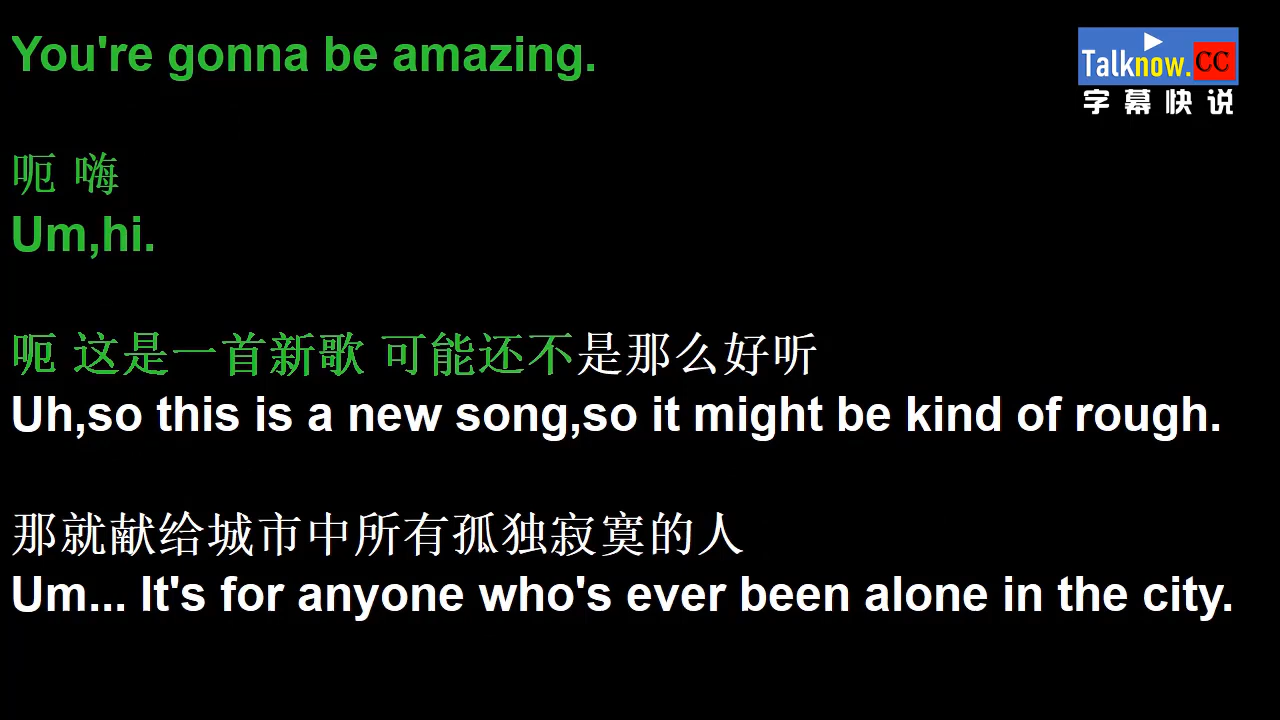 You're gonna be amazing.
Talknow.CC
字幕快说
呃 嗨
Um,hi.
呃 这是一首新歌 可能还不是那么好听
Uh,so this is a new song,so it might be kind of rough.
那就献给城市中所有孤独寂寞的人
Um... It's for anyone who's ever been alone in the city.